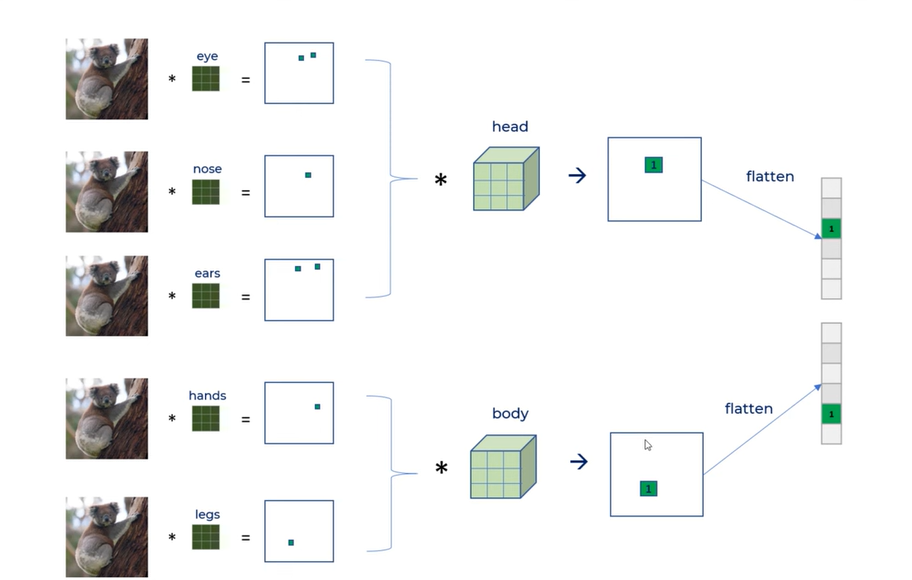 eye
* =
nose
* =
ears
* =
head
* →
1
flatten
1
hands
* =
legs
* =
body
* →
1
flatten
1